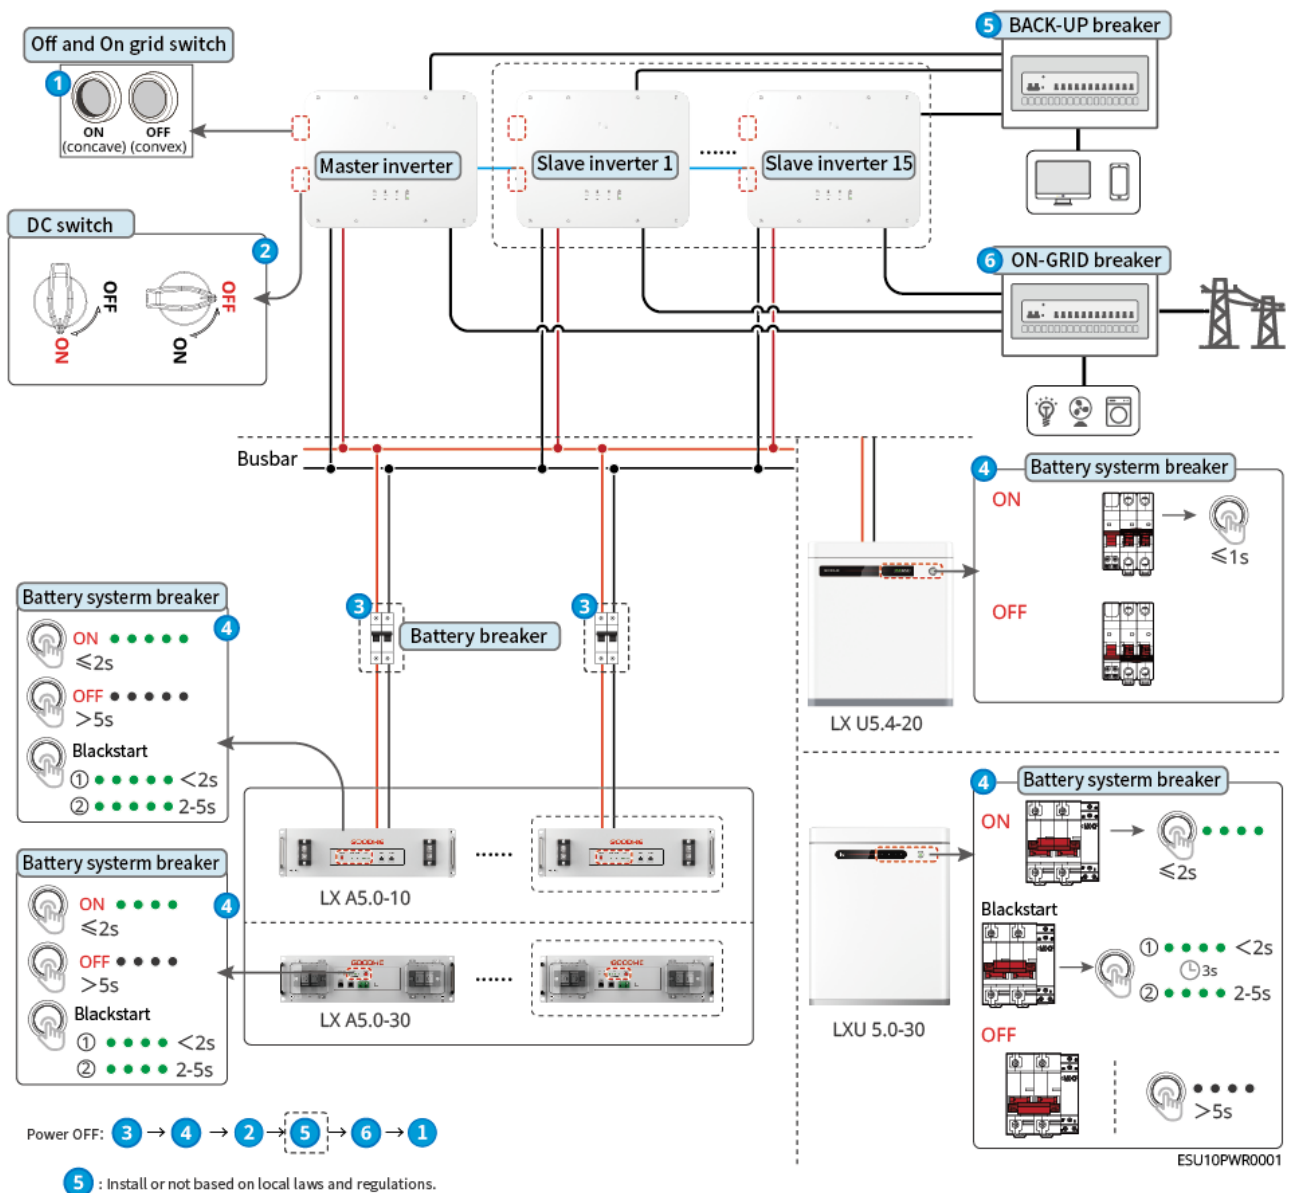 Off and On grid switch
1
ON OFF
(concave) (convex)
5 BACK-UP breaker
Master inverter
Slave inverter 1
......
Slave inverter 15
DC switch
2
OFF
ON
OFF
ON
6 ON-GRID breaker
Busbar
4 Battery systerm breaker
ON
≤1s
OFF
LX U5.4-20
Battery systerm breaker
4
ON
≤2s
OFF
>5s
Blackstart
① <2s
② 2-5s
3
Battery breaker
3
GOODWE
GOODWE
......
LX A5.0-10
Battery systerm breaker
4
ON
≤2s
OFF
>5s
Blackstart
① <2s
② 2-5s
GOODWE
GOODWE
......
LX A5.0-30
4 Battery systerm breaker
ON
≤2s
Blackstart
① <2s
3s
② 2-5s
OFF
>5s
LXU 5.0-30
ESU10PWR0001
Power OFF: 3 → 4 → 2 → 5 → 6 → 1
5 : Install or not based on local laws and regulations.